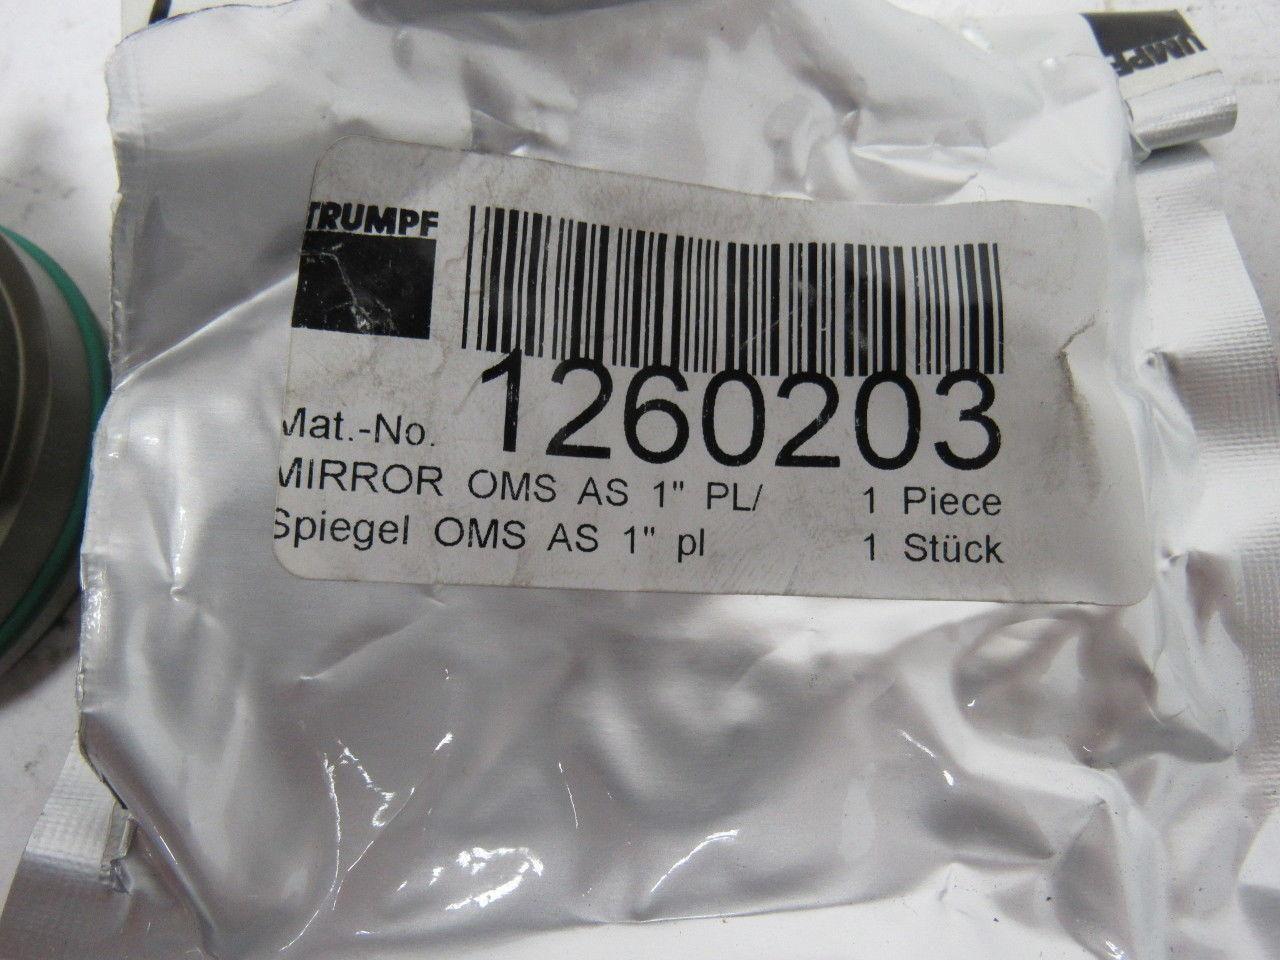 TRUMPF
Mat.-No. 1260203
MIRROR OMS AS 1" PL/ 1 Piece
Spiegel OMS AS 1" pl 1 Stück